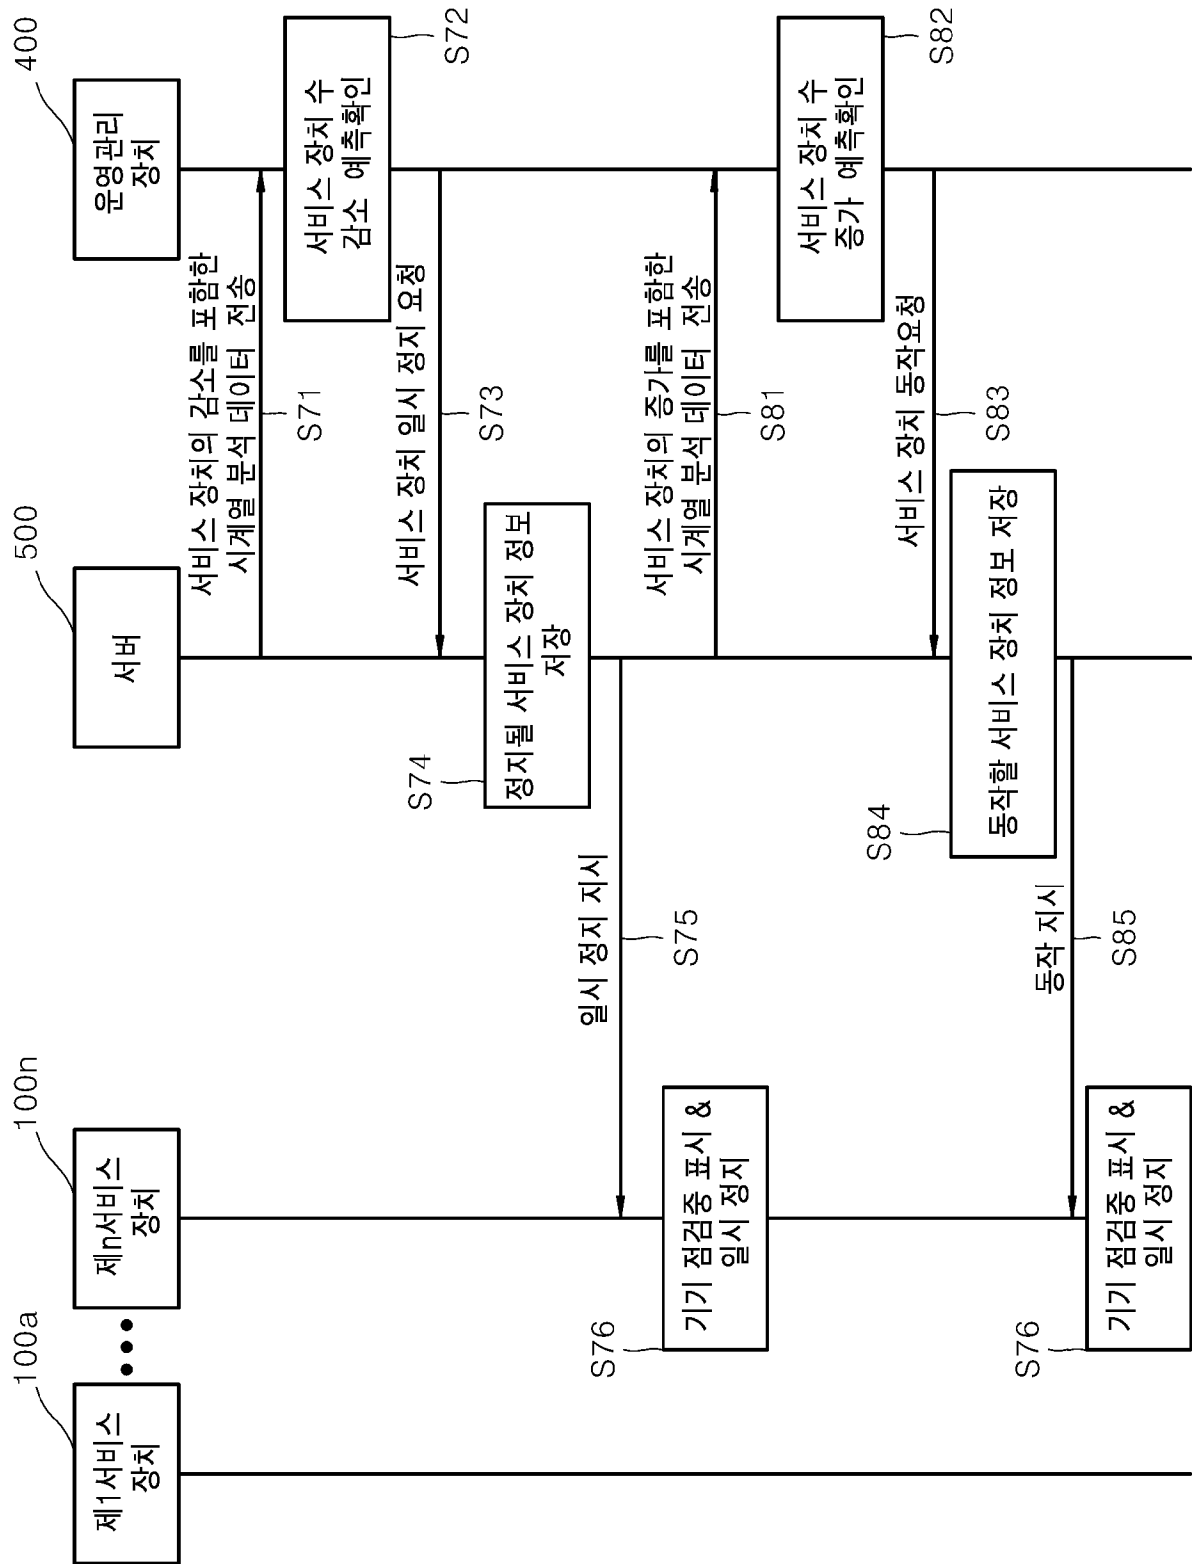 100a
100n
500
400
제1서비스
장치
제n서비스
장치
서버
운영관리
장치
서비스 장치의 감소를 포함한
시계열 분석 데이터 전송
S71
서비스 장치 수
감소 예측확인
S72
서비스 장치 일시 정지 요청
S73
S74
정지될 서비스 장치 정보
저장
일시 정지 지시
S75
S76
기기 점검중 표시 &
일시 정지
서비스 장치의 증가를 포함한
시계열 분석 데이터 전송
S81
서비스 장치 수
증가 예측확인
S82
서비스 장치 동작요청
S83
S84
동작할 서비스 장치 정보 저장
동작 지시
S85
S76
기기 점검중 표시 &
일시 정지